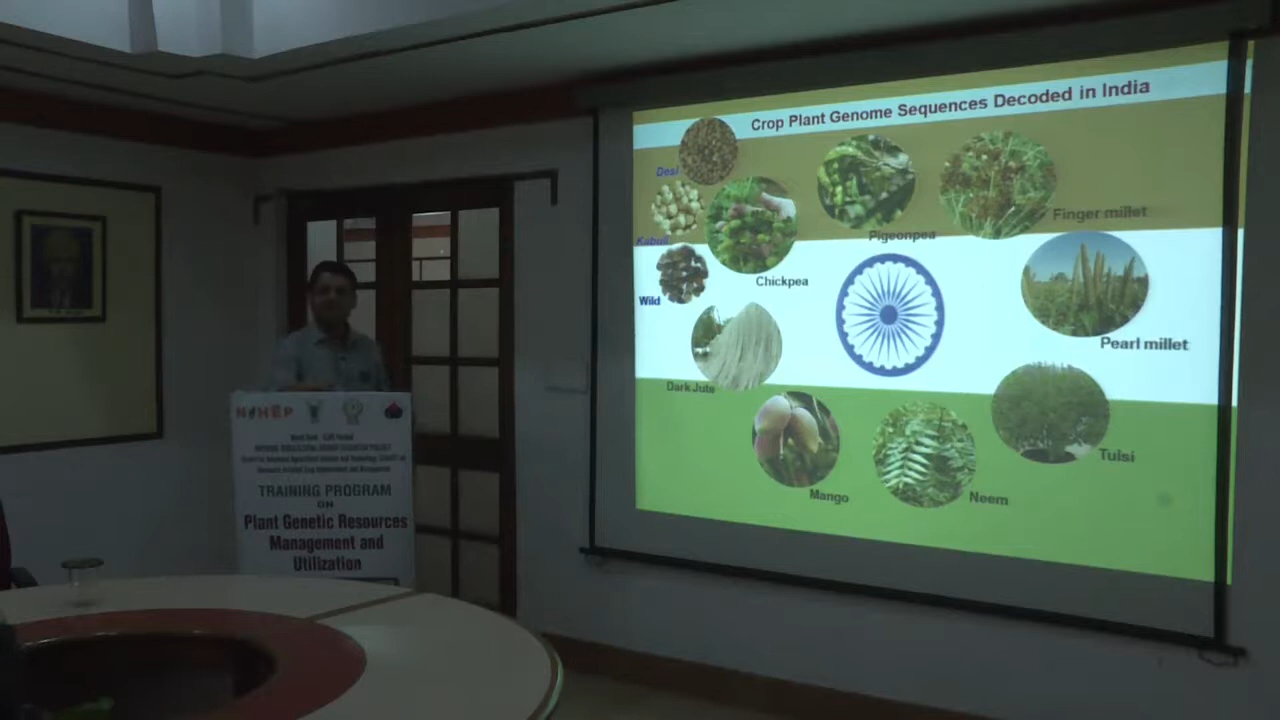 Crop Plant Genome Sequences Decoded in India
Desi
Kabuli
Wild
Chickpea
Pigeonpea
Finger millet
Pearl millet
Dark Jute
Mango
Neem
Tulsi
NAHEP
TRAINING PROGRAM
ON
Plant Genetic Resources
Management and
Utilization